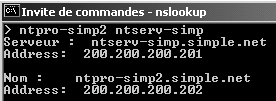 Invite de commandes - nslookup
> ntpro-simp2 ntserv-simp
Serveur :   ntserv-simp.simple.net
Address:  200.200.200.201
Nom :    ntpro-simp2.simple.net
Address:  200.200.200.202